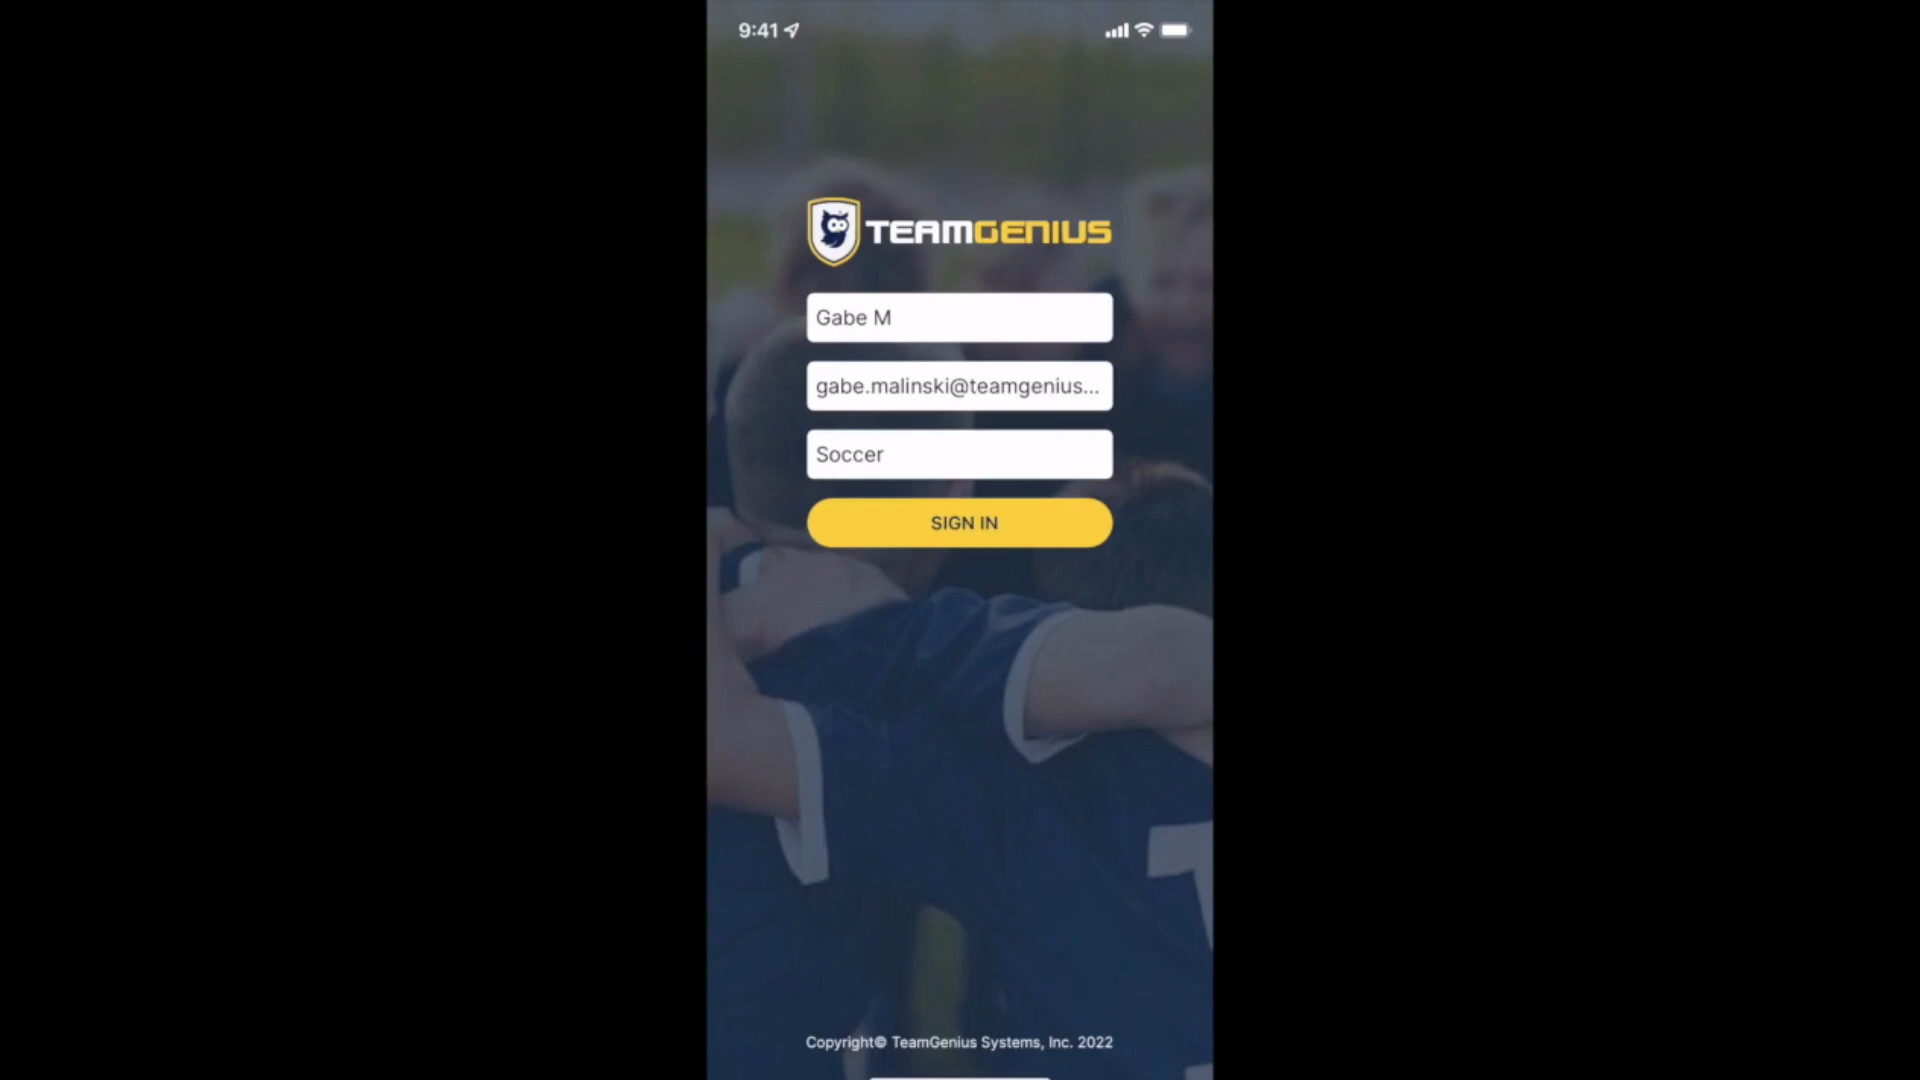 9:41
TEAMGENIUS
Gabe M
gabe.malinski@teamgenius...
Soccer
SIGN IN
Copyright© TeamGenius Systems, Inc. 2022